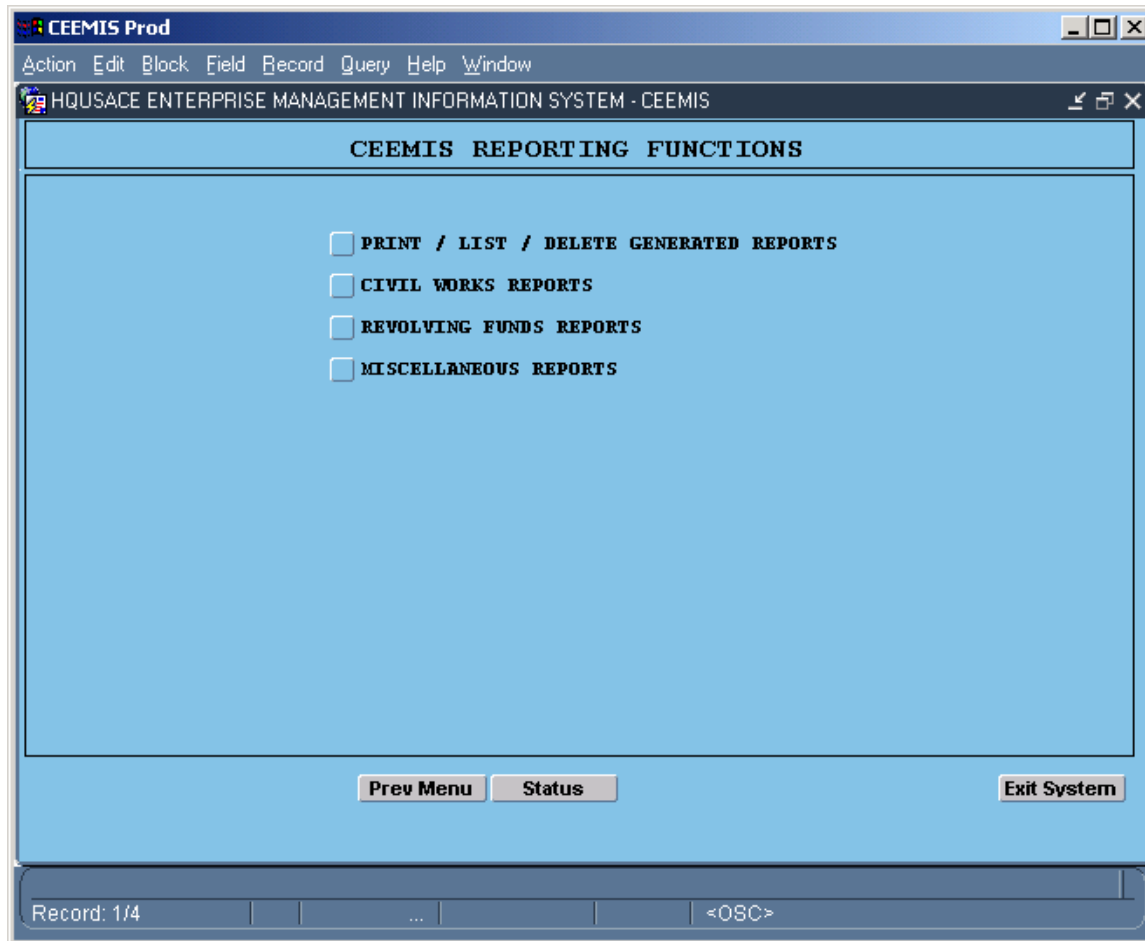 CEEMIS Prod
Action Edit Block Field Record Query Help Window
HQUSACE ENTERPRISE MANAGEMENT INFORMATION SYSTEM - CEEMIS
CEEMIS REPORTING FUNCTIONS
PRINT / LIST / DELETE GENERATED REPORTS
CIVIL WORKS REPORTS
REVOLVING FUNDS REPORTS
MISCELLANEOUS REPORTS
Prev Menu Status Exit System
Record: 1/4 ... <OSC>